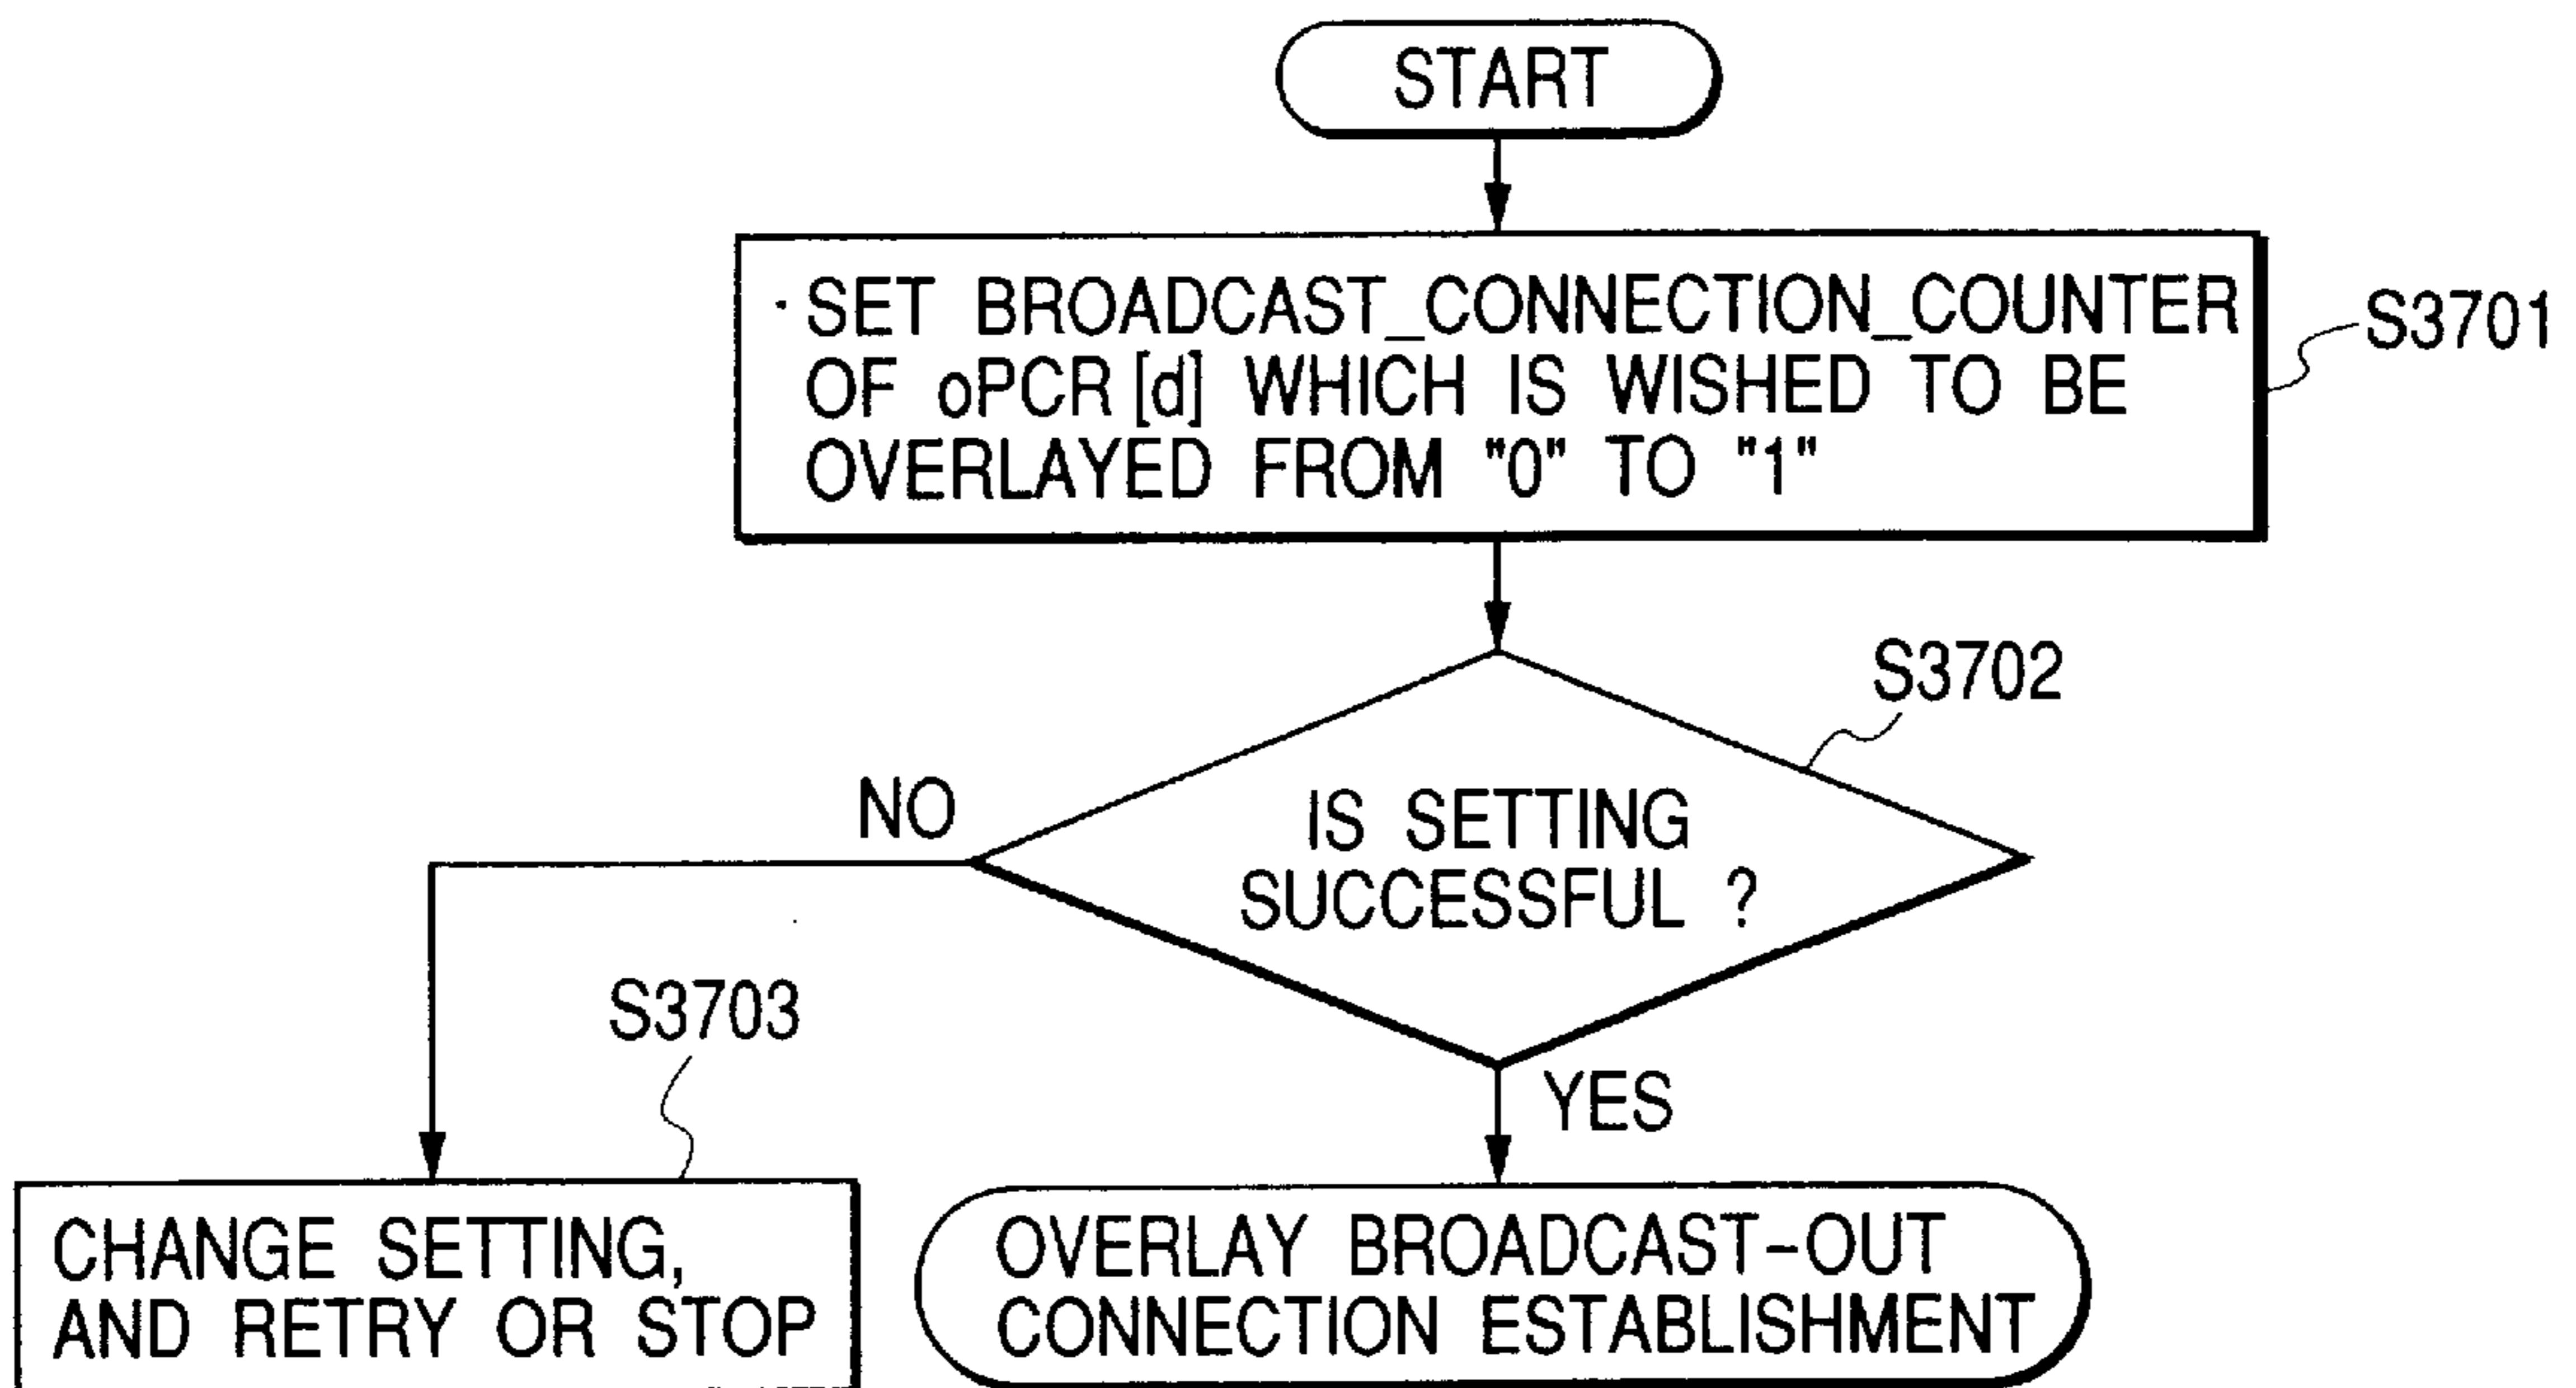 START
SET BROADCAST_CONNECTION_COUNTER
OF oPCR [d] WHICH IS WISHED TO BE
OVERLAYED FROM "0" TO "1"
S3701
S3702
NO
IS SETTING
SUCCESSFUL ?
S3703
YES
CHANGE SETTING,
AND RETRY OR STOP
OVERLAY BROADCAST-OUT
CONNECTION ESTABLISHMENT